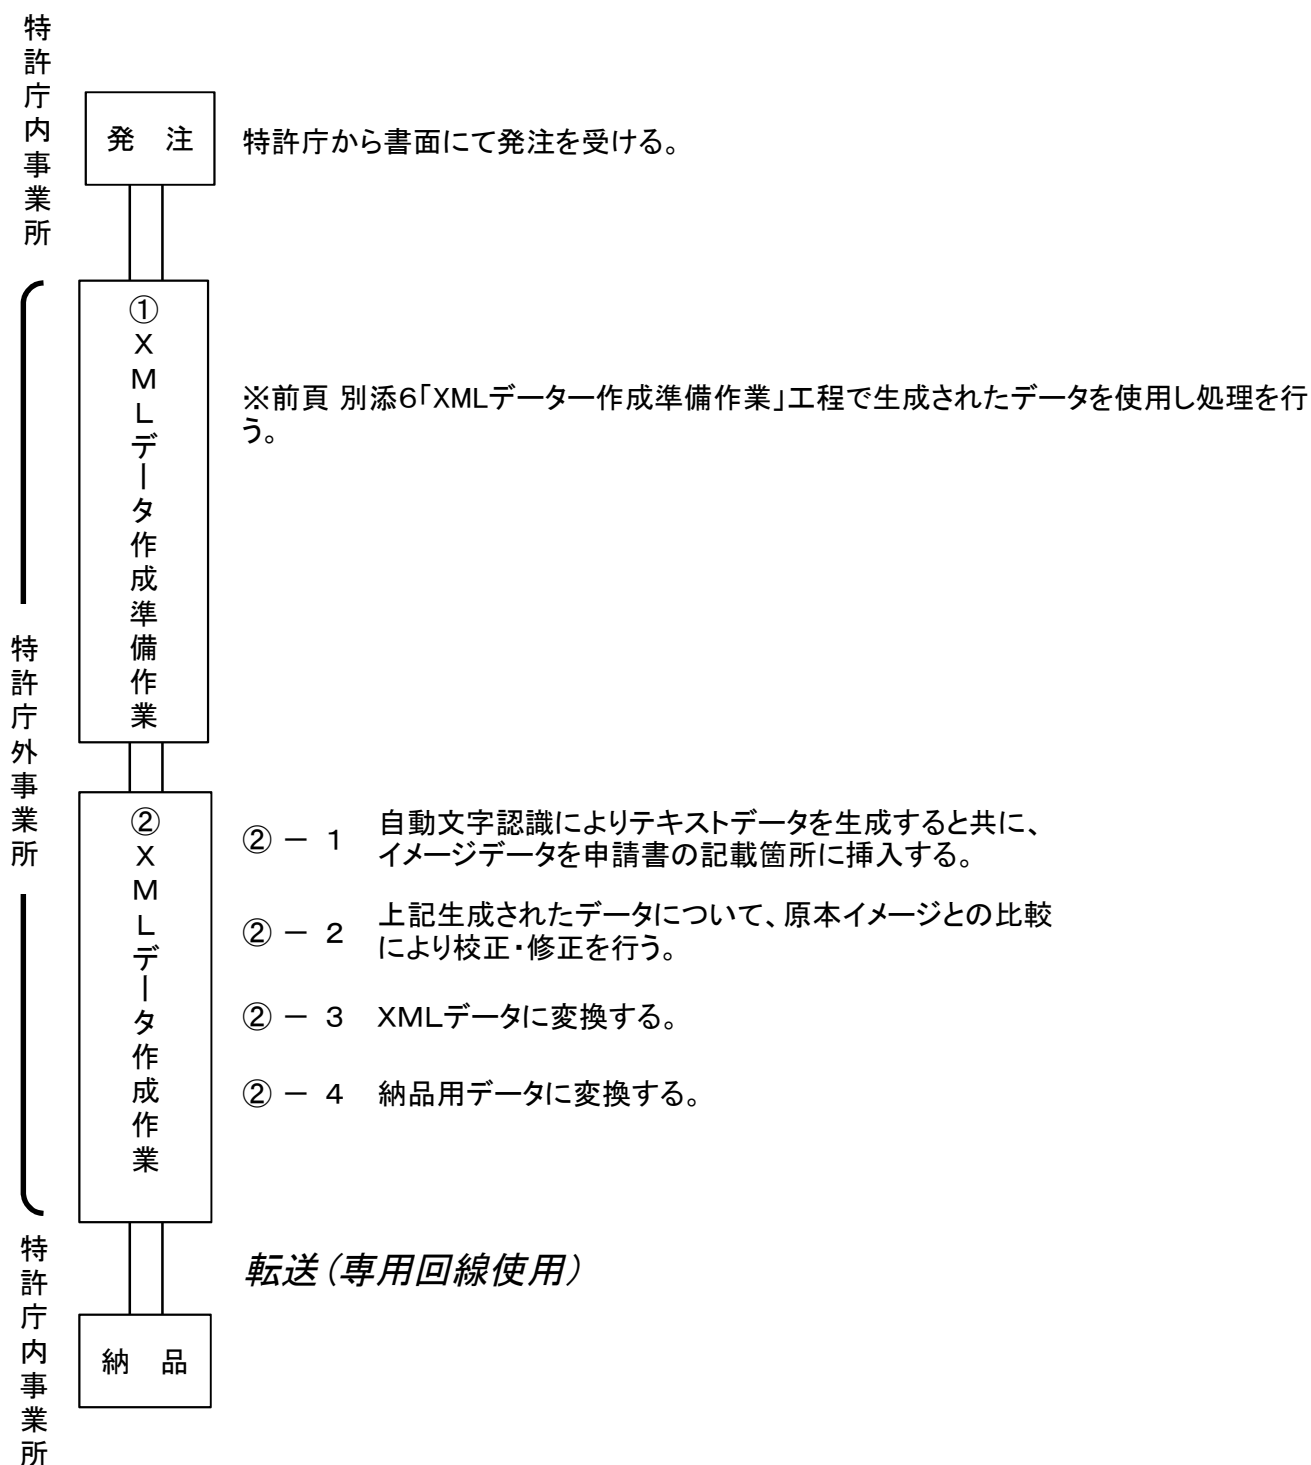 特許庁内事業所
発　注
特許庁から書面にて発注を受ける。
特許庁外事業所
①XMLデータ作成準備作業
※前頁 別添6「XMLデーター作成準備作業」工程で生成されたデータを使用し処理を行
う。
②XMLデータ作成作業
②－１ 自動文字認識によりテキストデータを生成すると共に、
イメージデータを申請書の記載箇所に挿入する。
②－２ 上記生成されたデータについて、原本イメージとの比較
により校正・修正を行う。
②－３ XMLデータに変換する。
②－４ 納品用データに変換する。
転送（専用回線使用）
特許庁内事業所
納　品